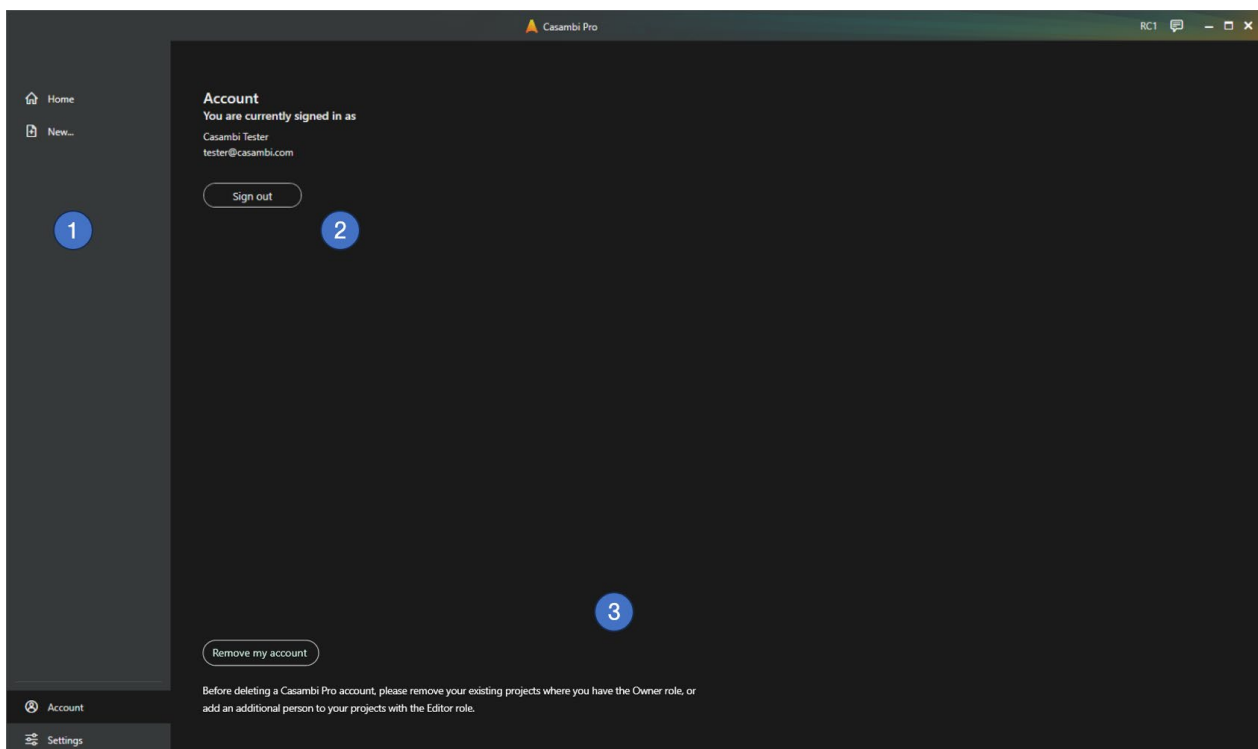 Casambi Pro
RC1
Home
New...
Account
You are currently signed in as
Casambi Tester
tester@casambi.com
Sign out
1
2
3
Remove my account
Before deleting a Casambi Pro account, please remove your existing projects where you have the Owner role, or
add an additional person to your projects with the Editor role.
Account
Settings